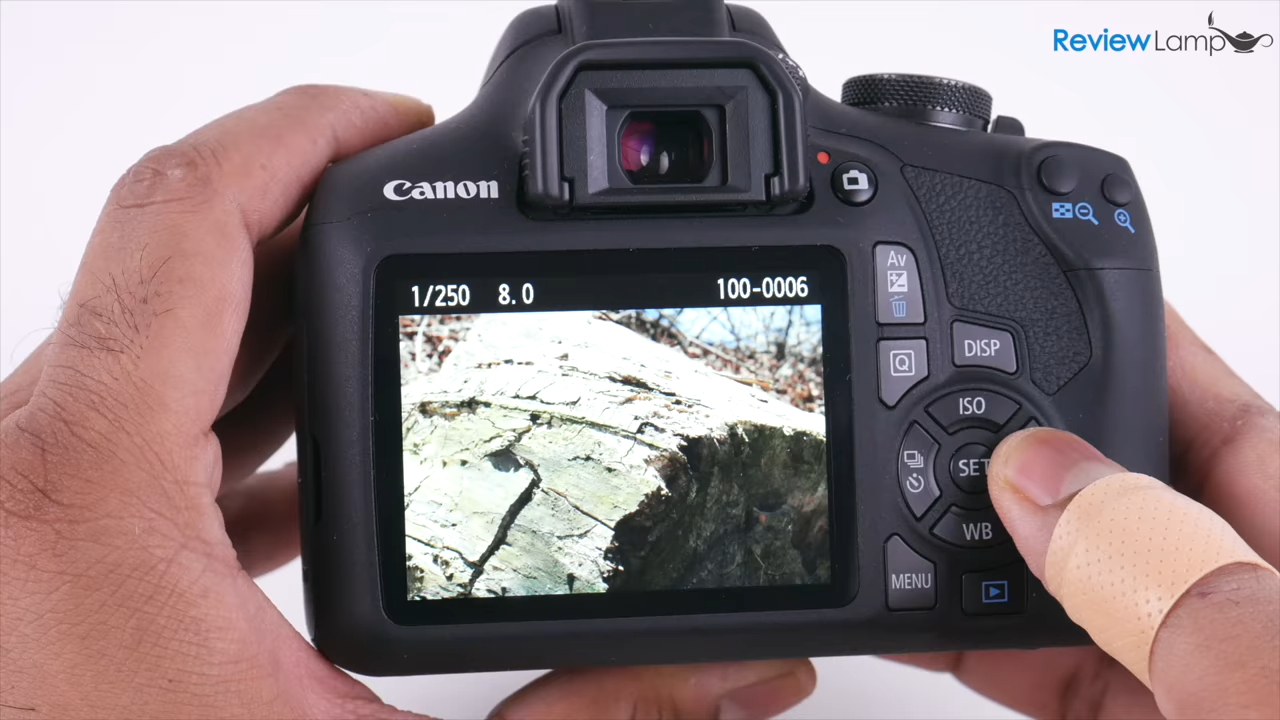 ReviewLamp
Canon
1/250 8.0 100-0006
Av
Q
DISP
ISO
SET
WB
MENU